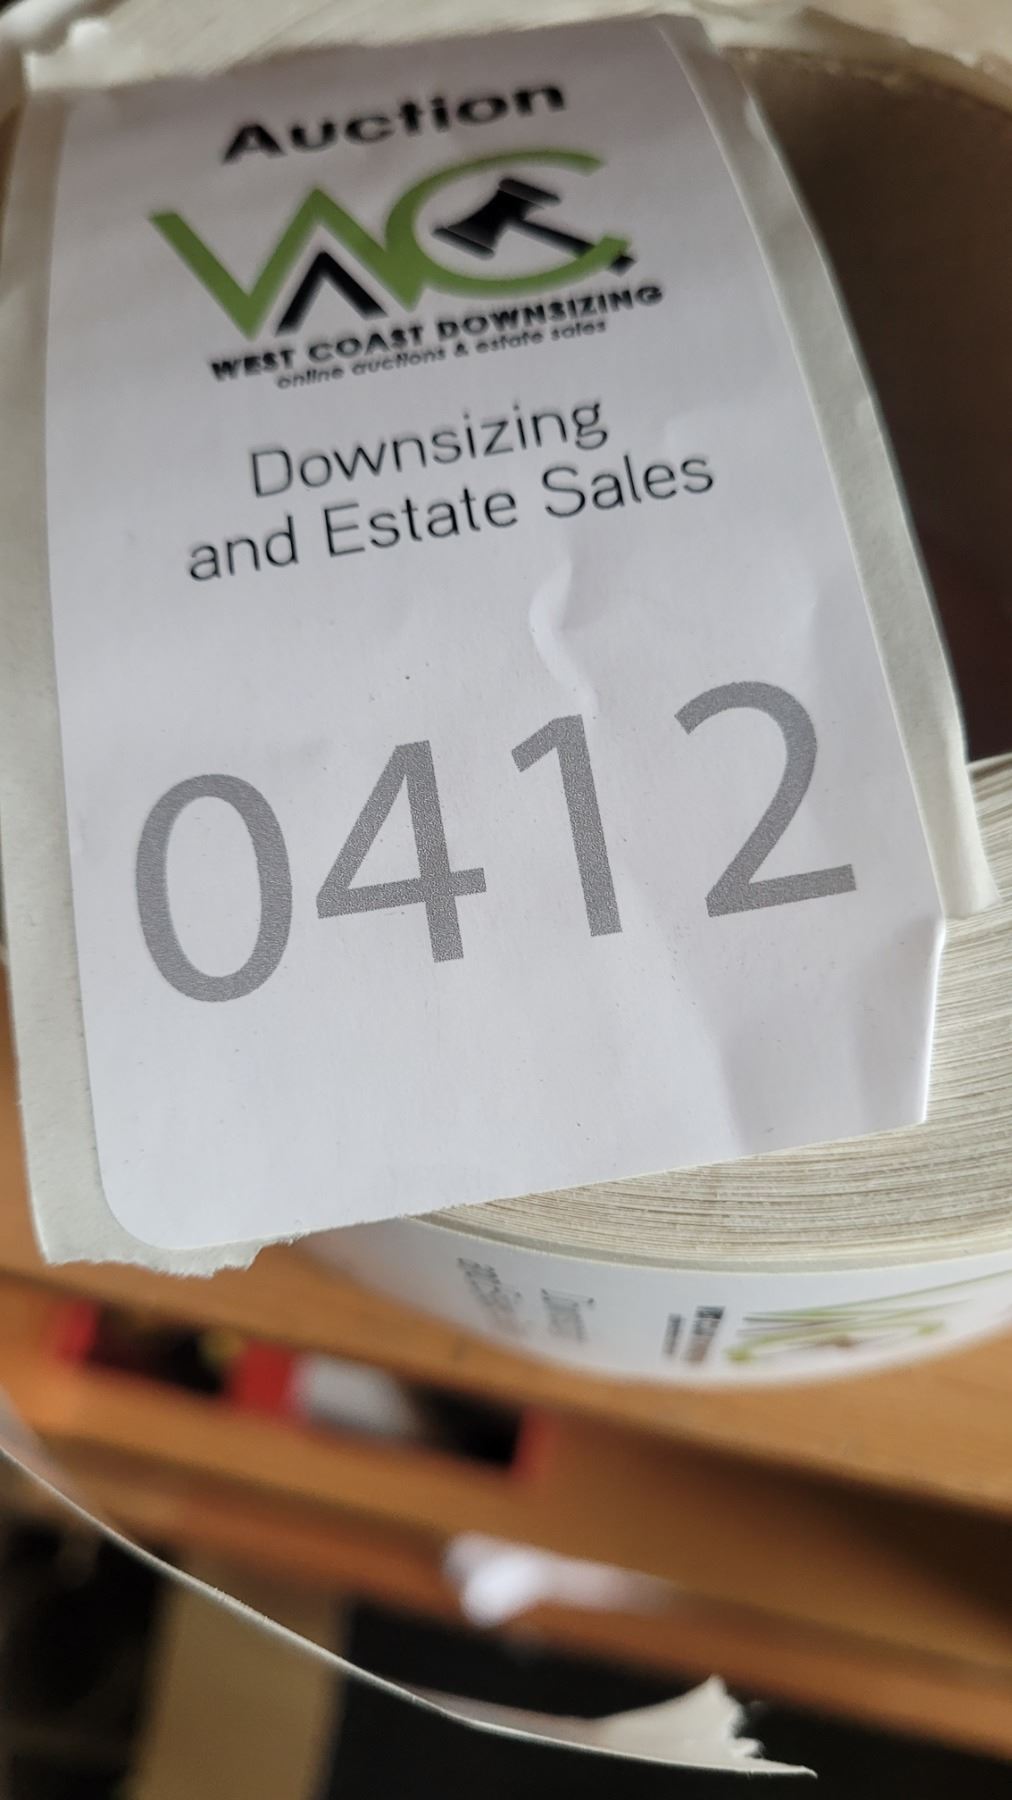 Auction
WC
WEST COAST DOWNSIZING
online auctions & estate sales
Downsizing
and Estate Sales
0412